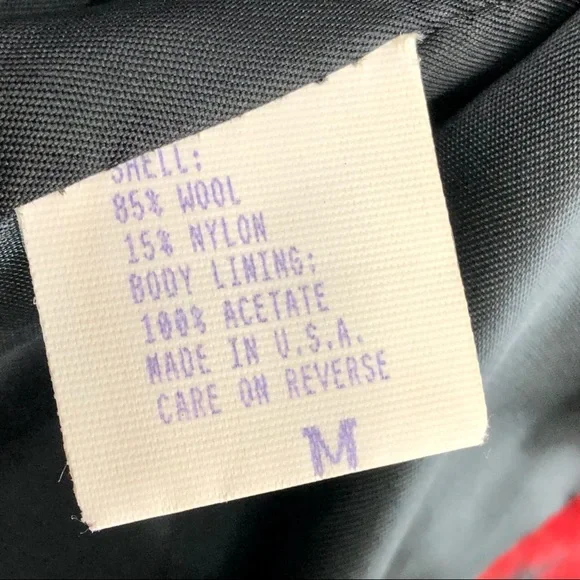 SHELL:
85% WOOL
15% NYLON
BODY LINING:
100% ACETATE
MADE IN U.S.A.
CARE ON REVERSE
M